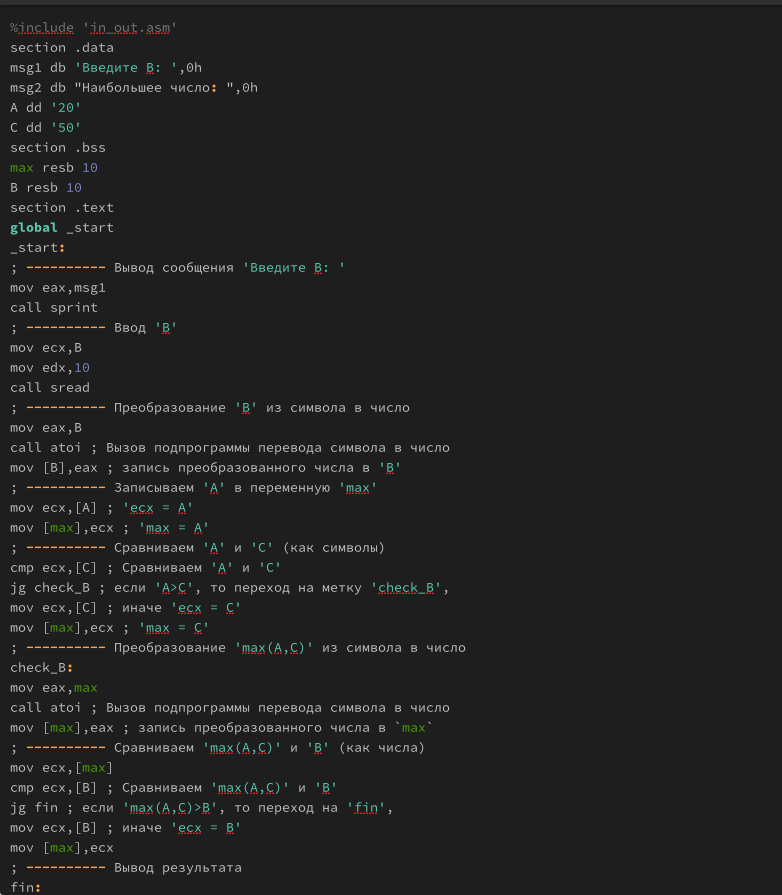 %include 'in_out.asm'
section .data
msg1 db 'Введите B: ',0h
msg2 db "Наибольшее число: ",0h
A dd '20'
C dd '50'
section .bss
max resb 10
B resb 10
section .text
global _start
_start:
; ---------- Вывод сообщения 'Введите B: '
mov eax,msg1
call sprint
; ---------- Ввод 'B'
mov ecx,B
mov edx,10
call sread
; ---------- Преобразование 'B' из символа в число
mov eax,B
call atoi ; Вызов подпрограммы перевода символа в число
mov [B],eax ; запись преобразованного числа в 'B'
; ---------- Записываем 'A' в переменную 'max'
mov ecx,[A] ; 'ecx = A'
mov [max],ecx ; 'max = A'
; ---------- Сравниваем 'A' и 'С' (как символы)
cmp ecx,[C] ; Сравниваем 'A' и 'С'
jg check_B ; если 'A>C', то переход на метку 'check_B',
mov ecx,[C] ; иначе 'ecx = C'
mov [max],ecx ; 'max = C'
; ---------- Преобразование 'max(A,C)' из символа в число
check_B:
mov eax,max
call atoi ; Вызов подпрограммы перевода символа в число
mov [max],eax ; запись преобразованного числа в `max`
; ---------- Сравниваем 'max(A,C)' и 'B' (как числа)
mov ecx,[max]
cmp ecx,[B] ; Сравниваем 'max(A,C)' и 'B'
jg fin ; если 'max(A,C)>B', то переход на 'fin',
mov ecx,[B] ; иначе 'ecx = B'
mov [max],ecx
; ---------- Вывод результата
fin: